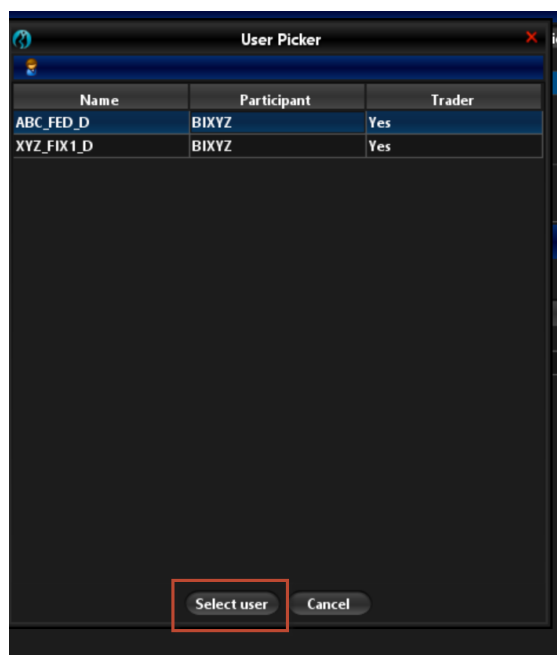 User Picker
Name Participant Trader
ABC_FED_D BIXYZ Yes
XYZ_FIX1_D BIXYZ Yes
Select user Cancel